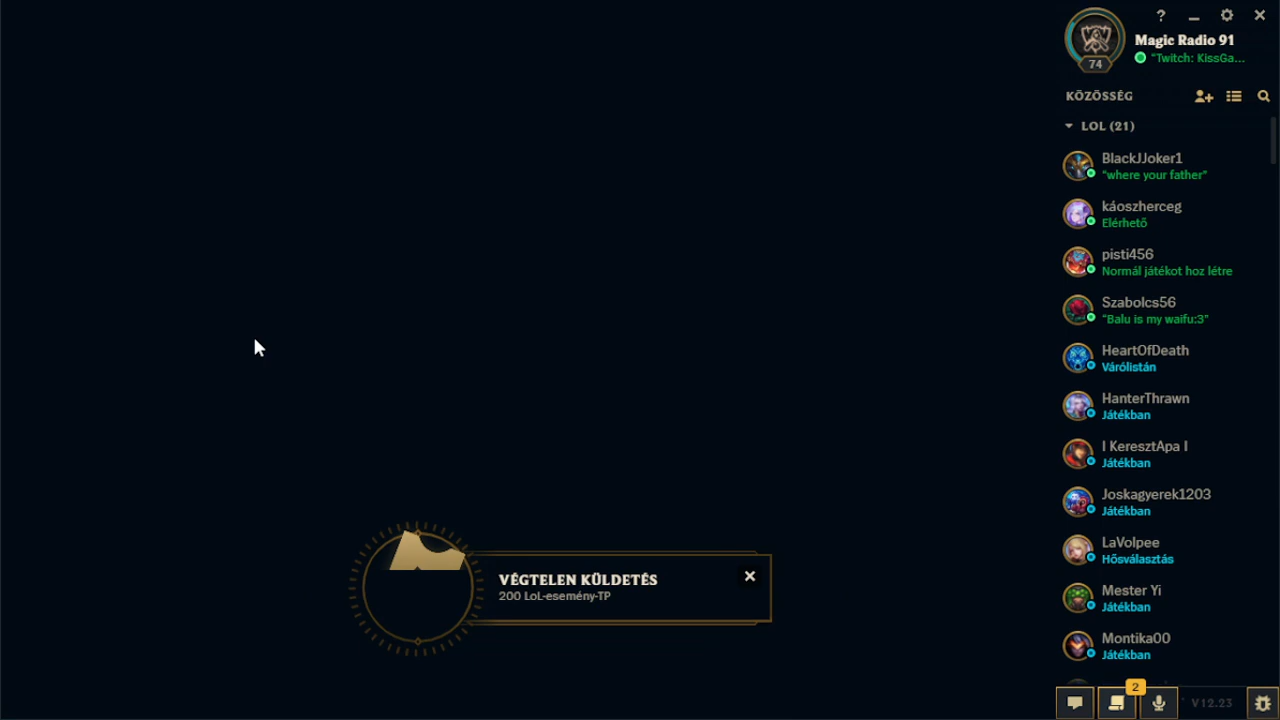 Magic Radio 91
"Twitch: KissGa...
74
KÖZÖSSÉG
LOL (21)
BlackJJoker1
"where your father"
káoszherceg
Elérhető
pisti456
Normál játékot hoz létre
Szabolcs56
"Balu is my waifu:3"
HeartOfDeath
Várólistán
HanterThrawn
Játékban
I KeresztApa I
Játékban
Joskagyerek1203
Játékban
LaVolpee
Hősválasztás
Mester Yi
Játékban
Montika00
Játékban
VÉGTELEN KÜLDETÉS
200 LoL-esemény-TP
2
V12.23